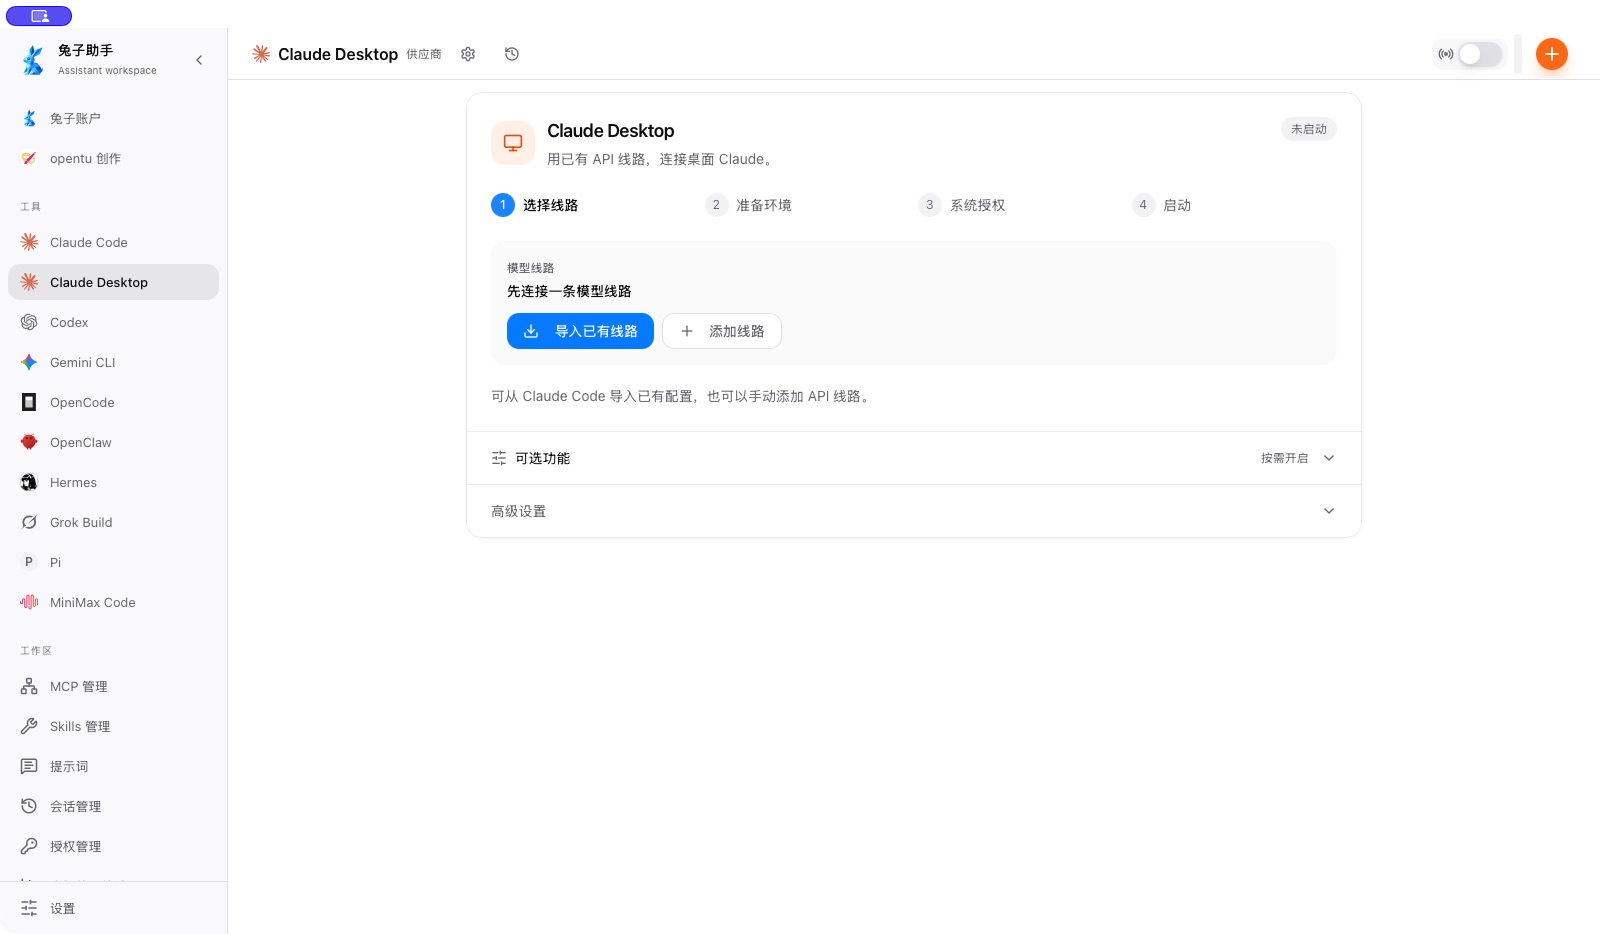 兔子助手
Assistant workspace
兔子账户
opentu 创作
工具
Claude Code
Claude Desktop
Codex
Gemini CLI
OpenCode
OpenClaw
Hermes
Grok Build
P Pi
MiniMax Code
工作区
MCP 管理
Skills 管理
提示词
会话管理
授权管理
设置
Claude Desktop 供应商
Claude Desktop
未启动
用已有 API 线路，连接桌面 Claude。
1 选择线路 2 准备环境 3 系统授权 4 启动
模型线路
先连接一条模型线路
导入已有线路 添加线路
可从 Claude Code 导入已有配置，也可以手动添加 API 线路。
可选功能 按需开启
高级设置